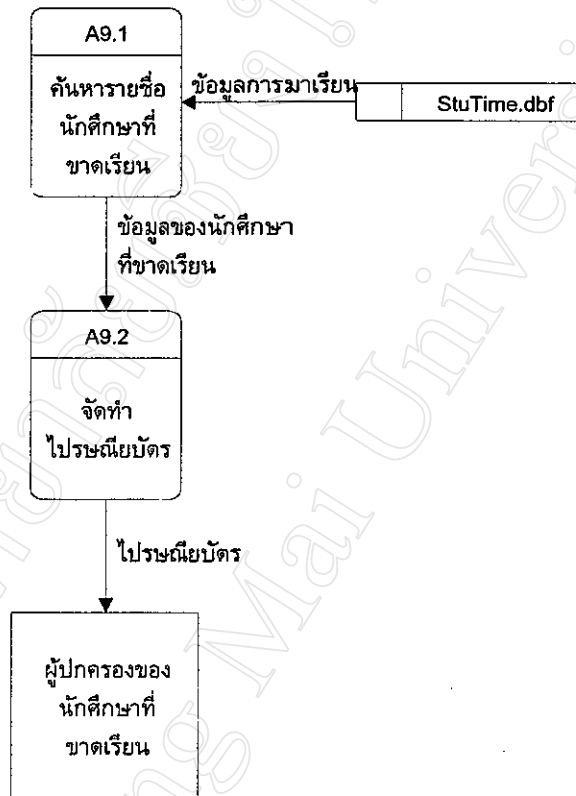 A9.1
ค้นหารายชื่อ
นักศึกษาที่
ขาดเรียน
ข้อมูลการมาเรียน
StuTime.dbf
ข้อมูลของนักศึกษา
ที่ขาดเรียน
A9.2
จัดทำ
ไปรษณียบัตร
ไปรษณียบัตร
ผู้ปกครองของ
นักศึกษาที่
ขาดเรียน